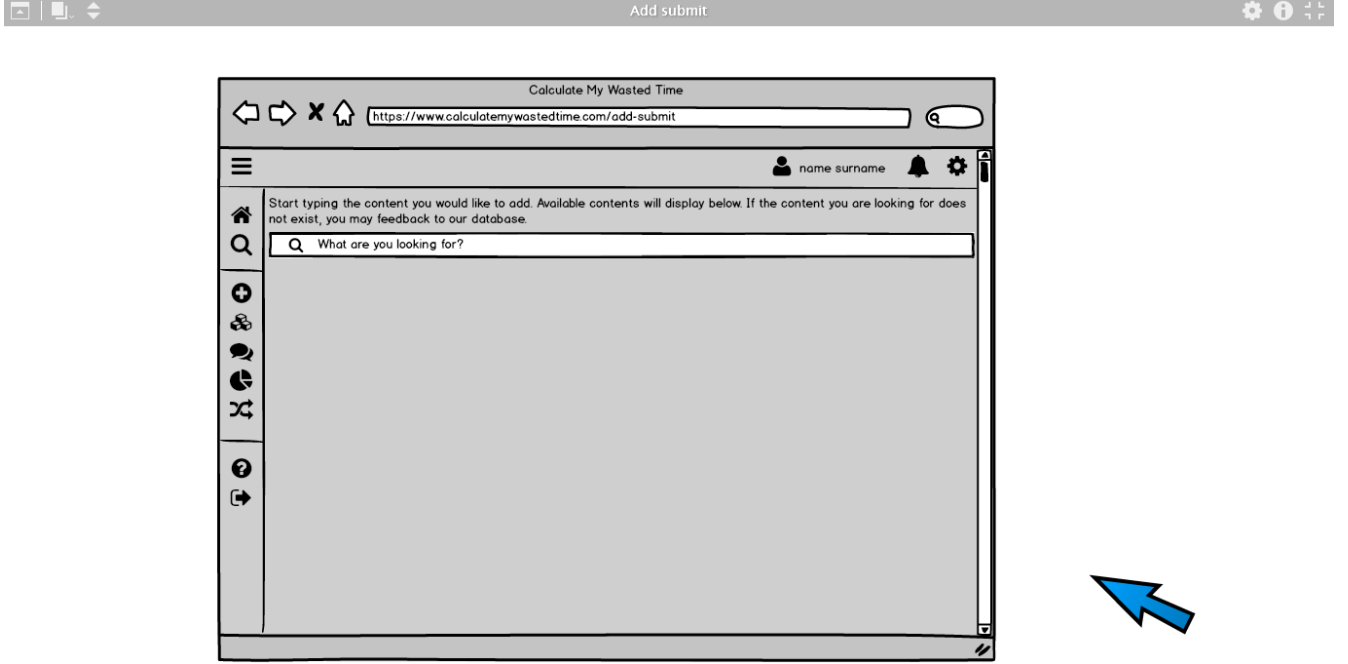 Add submit
Calculate My Wasted Time
https://www.calculatemywastedtime.com/add-submit
name surname
Start typing the content you would like to add. Available contents will display below. If the content you are looking for does
not exist, you may feedback to our database.
What are you looking for?